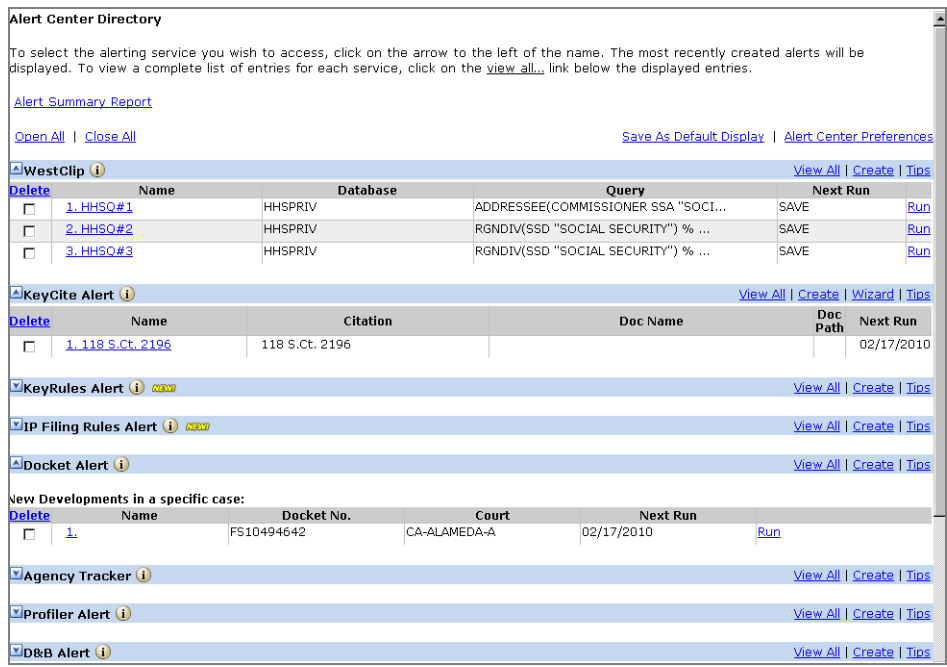 Alert Center Directory
To select the alerting service you wish to access, click on the arrow to the left of the name. The most recently created alerts will be
displayed. To view a complete list of entries for each service, click on the view all... link below the displayed entries.
Alert Summary Report
Open All | Close All Save As Default Display | Alert Center Preferences
WestClip View All | Create | Tips
Delete Name Database Query Next Run
1. HHSQ#1 HHSPRIV ADDRESSEE(COMMISSIONER SSA "SOCI... SAVE Run
2. HHSQ#2 HHSPRIV RGNDIV(SSD "SOCIAL SECURITY") % ... SAVE Run
3. HHSQ#3 HHSPRIV RGNDIV(SSD "SOCIAL SECURITY") % ... SAVE Run
KeyCite Alert View All | Create | Wizard | Tips
Delete Name Citation Doc Name Doc Path Next Run
1. 118 S.Ct. 2196 118 S.Ct. 2196 02/17/2010
KeyRules Alert NEW! View All | Create | Tips
IP Filing Rules Alert NEW! View All | Create | Tips
Docket Alert View All | Create | Tips
New Developments in a specific case:
Delete Name Docket No. Court Next Run
1. FS10494642 CA-ALAMEDA-A 02/17/2010 Run
Agency Tracker View All | Create | Tips
Profiler Alert View All | Create | Tips
D&B Alert View All | Create | Tips